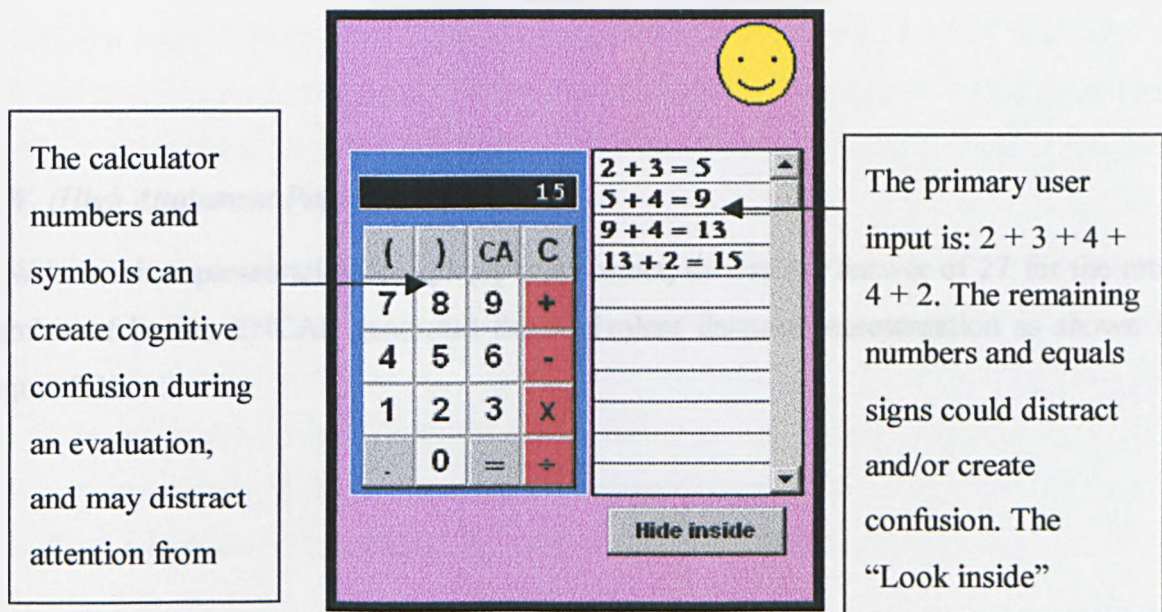 The calculator
numbers and
symbols can
create cognitive
confusion during
an evaluation,
and may distract
attention from
15
( ) CA C
7 8 9 +
4 5 6 -
1 2 3 x
. 0 = ÷
2 + 3 = 5
5 + 4 = 9
9 + 4 = 13
13 + 2 = 15
Hide inside
The primary user
input is: 2 + 3 + 4 +
4 + 2. The remaining
numbers and equals
signs could distract
and/or create
confusion. The
“Look inside”